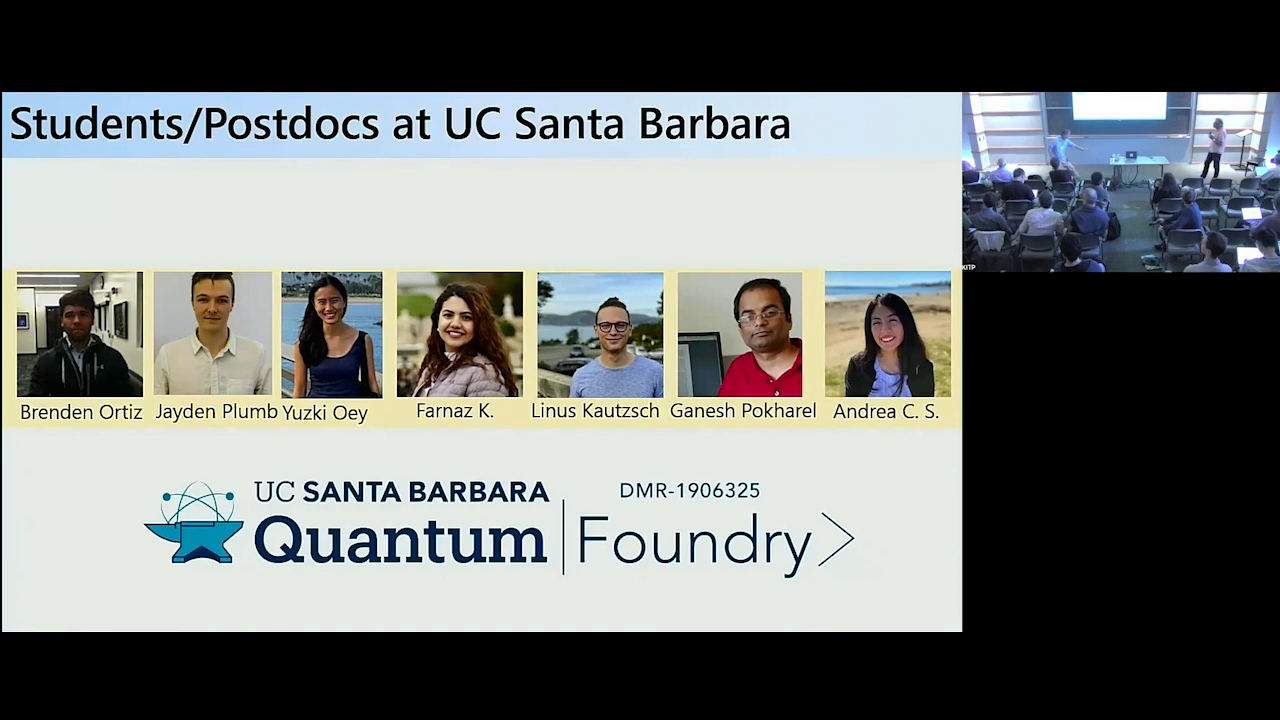 Students/Postdocs at UC Santa Barbara
KITP
Brenden Ortiz
Jayden Plumb
Yuzki Oey
Farnaz K.
Linus Kautzsch
Ganesh Pokharel
Andrea C. S.
UC SANTA BARBARA
DMR-1906325
Quantum Foundry